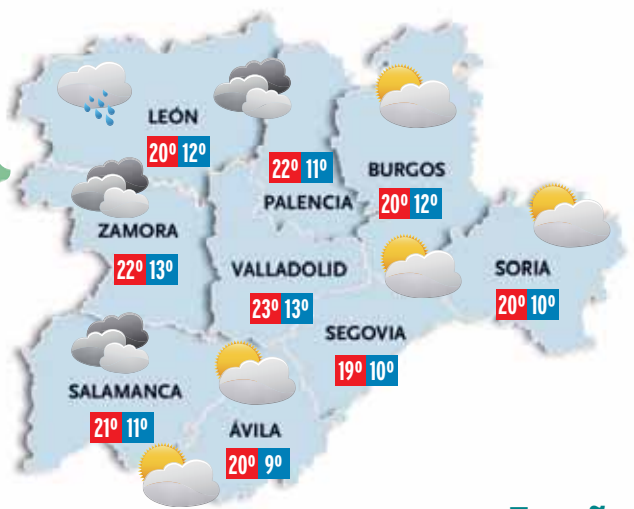 LEÓN
20º 12º
22º 11º
PALENCIA
BURGOS
20º 12º
ZAMORA
22º 13º
VALLADOLID
23º 13º
SORIA
20º 10º
SEGOVIA
19º 10º
SALAMANCA
21º 11º
ÁVILA
20º 9º